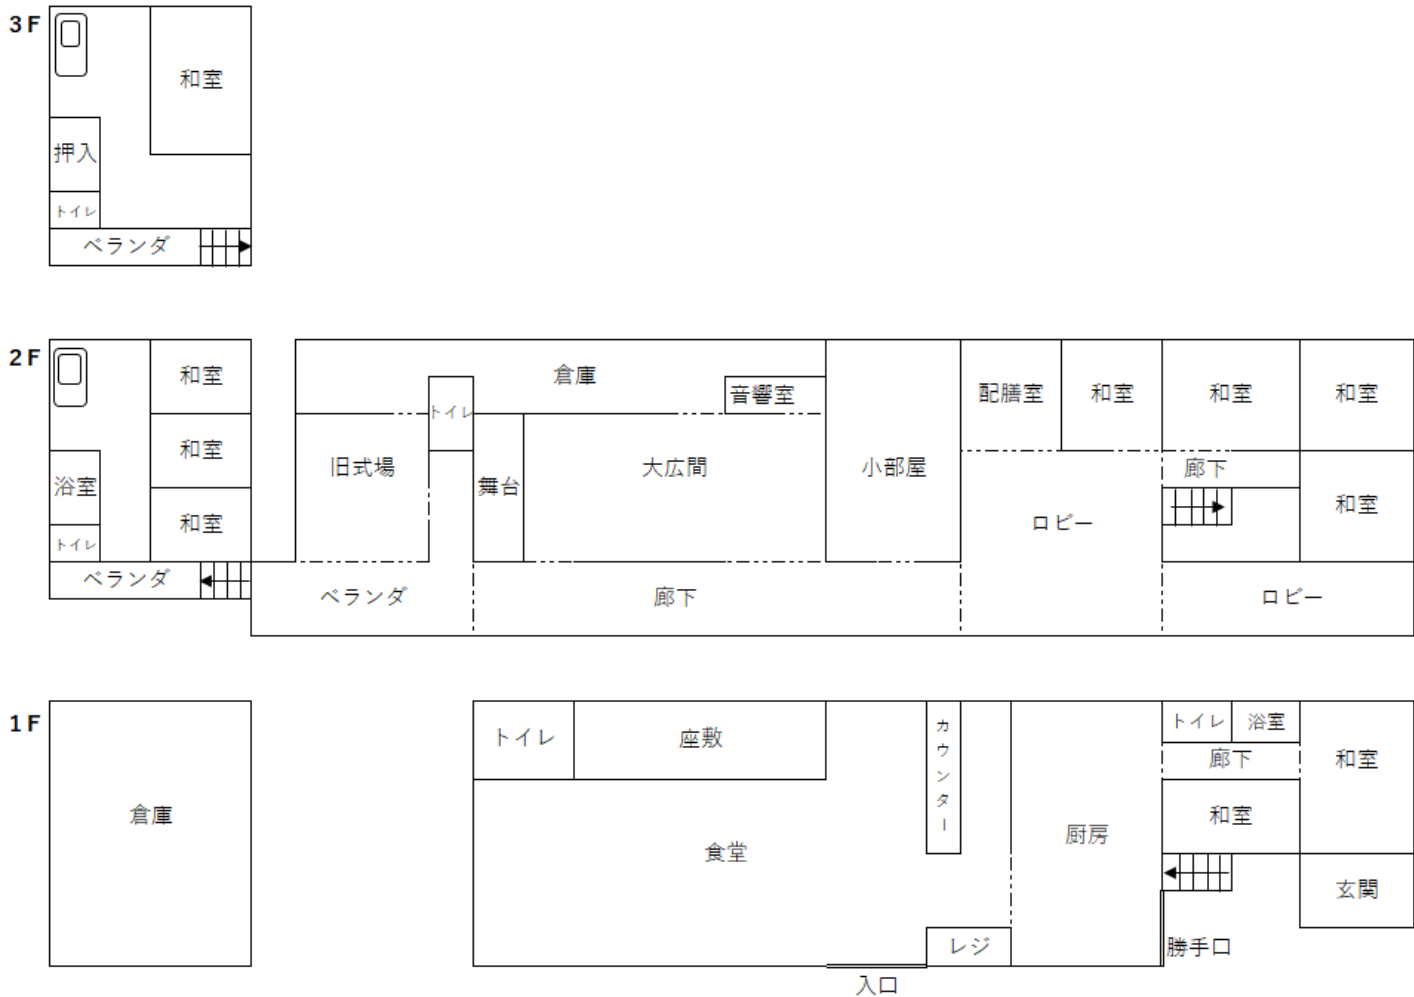 3F
和室
押入
トイレ
ベランダ
2F
和室
倉庫
音響室
配膳室
和室
和室
和室
トイレ
和室
浴室
旧式場
舞台
大広間
小部屋
廊下
和室
和室
ロビー
トイレ
ベランダ
ベランダ
廊下
ロビー
1F
トイレ
座敷
カウンター
トイレ
浴室
廊下
和室
倉庫
食堂
厨房
和室
玄関
レジ
勝手口
入口